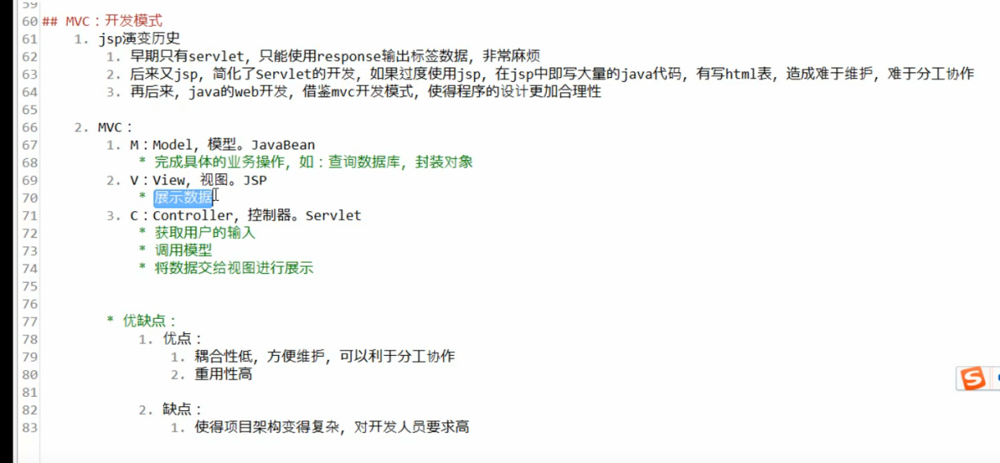 59
60 ## MVC：开发模式
61 1. jsp演变历史
62 1. 早期只有servlet，只能使用response输出标签数据，非常麻烦
63 2. 后来又jsp，简化了Servlet的开发，如果过度使用jsp，在jsp中即写大量的java代码，有写html表，造成难于维护，难于分工协作
64 3. 再后来，java的web开发，借鉴mvc开发模式，使得程序的设计更加合理性
65
66 2. MVC：
67 1. M：Model，模型。JavaBean
68 * 完成具体的业务操作，如：查询数据库，封装对象
69 2. V：View，视图。JSP
70 * 展示数据
71 3. C：Controller，控制器。Servlet
72 * 获取用户的输入
73 * 调用模型
74 * 将数据交给视图进行展示
75
76
77 * 优缺点：
78 1. 优点：
79 1. 耦合性低，方便维护，可以利于分工协作
80 2. 重用性高
81
82 2. 缺点：
83 1. 使得项目架构变得复杂，对开发人员要求高
S